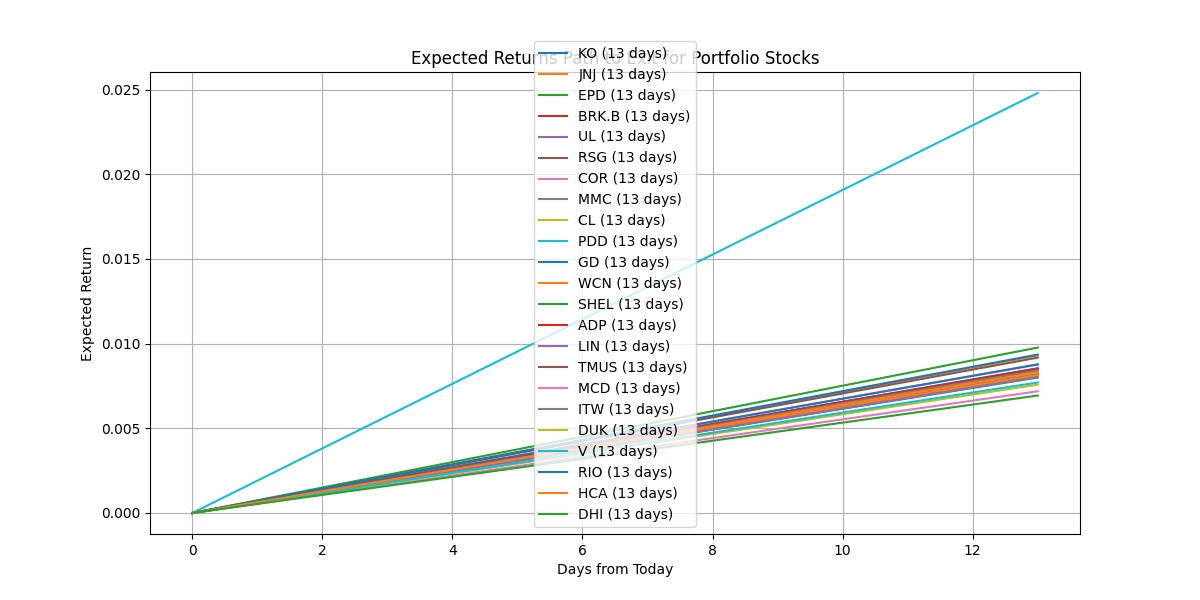 Expected Returns Path to Exit for Portfolio Stocks
KO (13 days)
JNJ (13 days)
EPD (13 days)
BRK.B (13 days)
UL (13 days)
RSG (13 days)
COR (13 days)
MMC (13 days)
CL (13 days)
PDD (13 days)
GD (13 days)
WCN (13 days)
SHEL (13 days)
ADP (13 days)
LIN (13 days)
TMUS (13 days)
MCD (13 days)
ITW (13 days)
DUK (13 days)
V (13 days)
RIO (13 days)
HCA (13 days)
DHI (13 days)
Expected Return
0.025
0.020
0.015
0.010
0.005
0.000
0 2 4 6 8 10 12
Days from Today